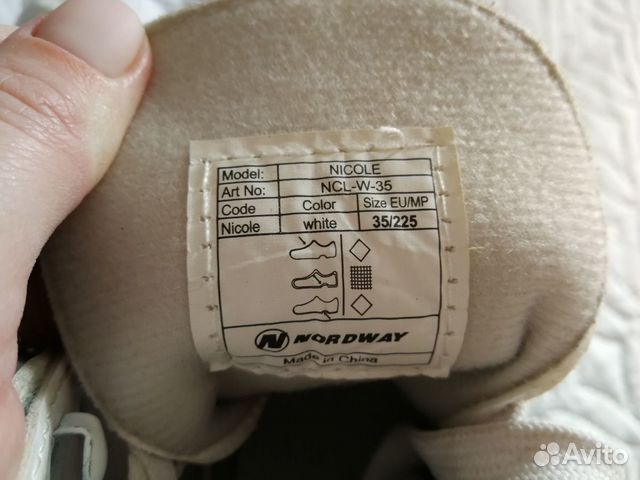 Model: NICOLE
Art No: NCL-W-35
Code Color Size EU/MP
Nicole white 35/225
N NORDWAY
Made in China
Avito